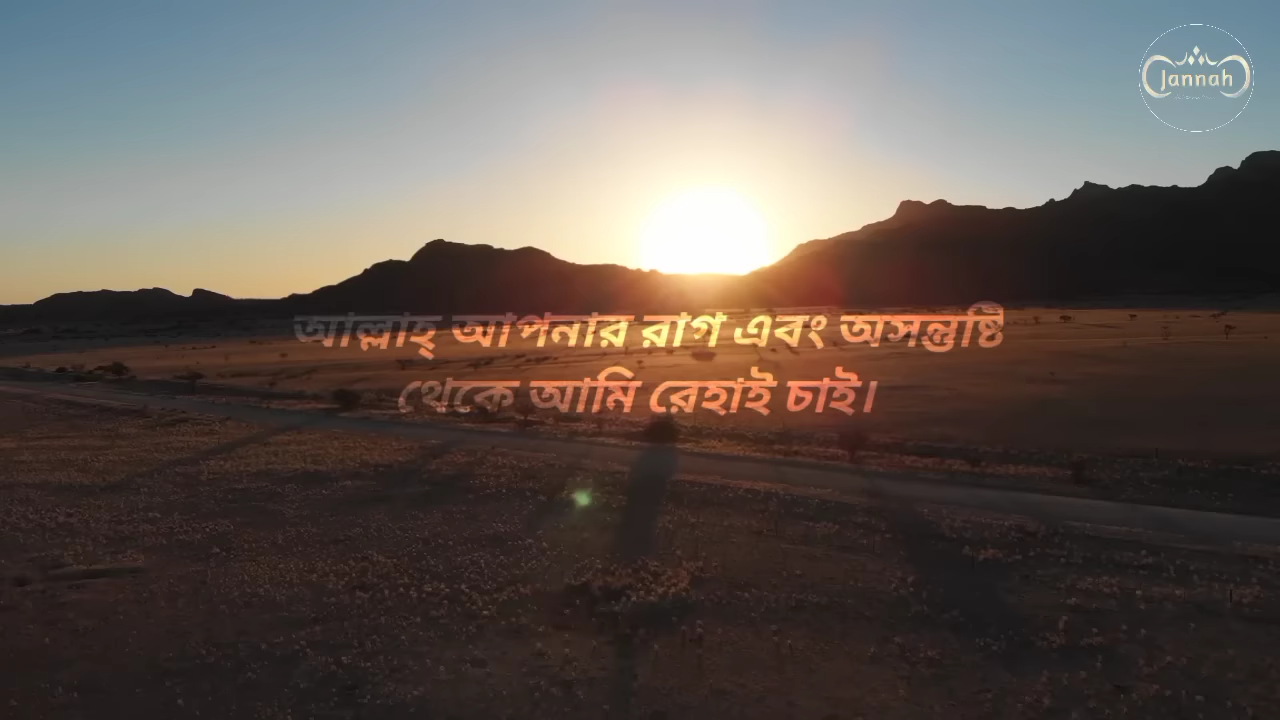 Jannah
আল্লাহ্ আপনার রাগ এবং অসন্তুষ্টি
থেকে আমি রেহাই চাই।